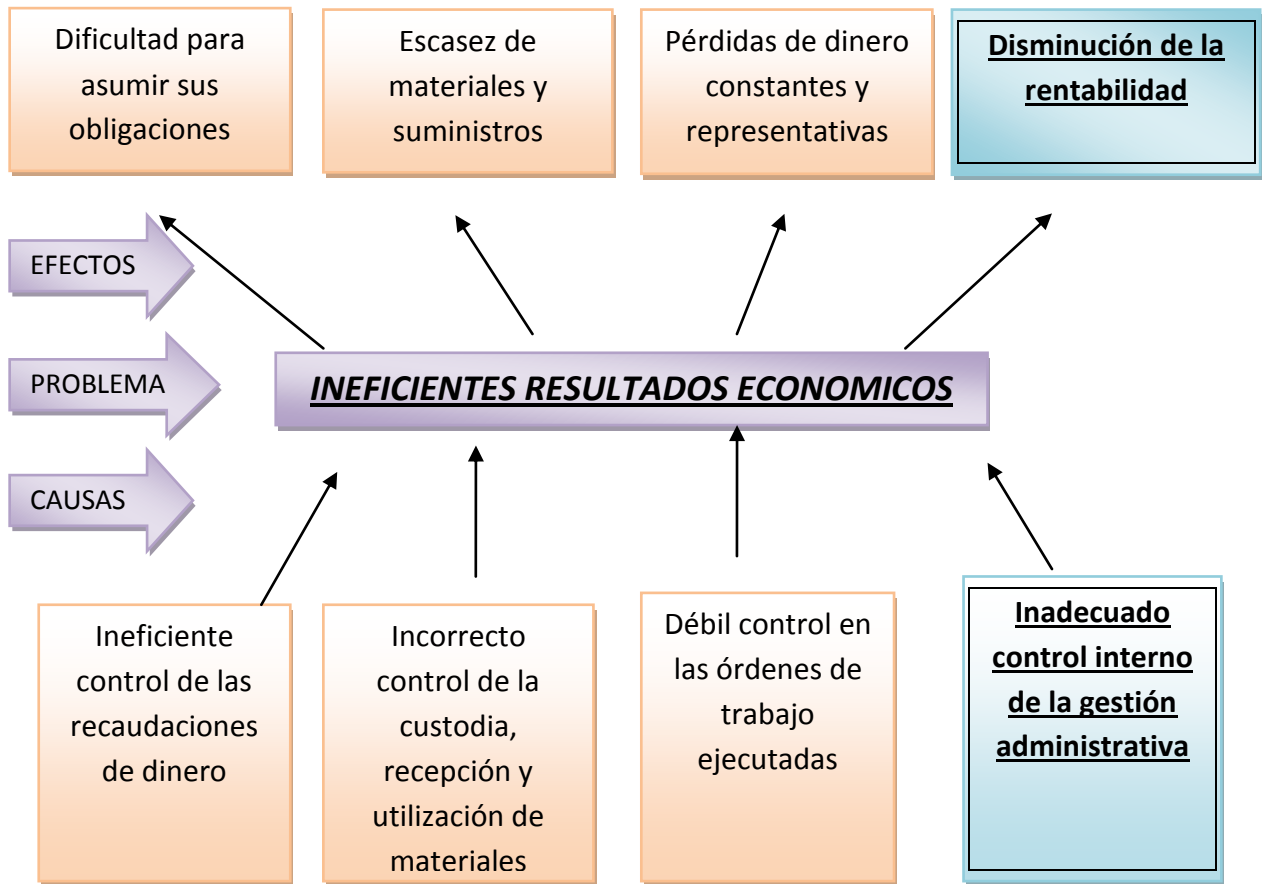 Dificultad para
asumir sus
obligaciones
Escasez de
materiales y
suministros
Pérdidas de dinero
constantes y
representativas
Disminución de la
rentabilidad
EFECTOS
PROBLEMA
INEFICIENTES RESULTADOS ECONOMICOS
CAUSAS
Ineficiente
control de las
recaudaciones
de dinero
Incorrecto
control de la
custodia,
recepción y
utilización de
materiales
Débil control en
las órdenes de
trabajo
ejecutadas
Inadecuado
control interno
de la gestión
administrativa